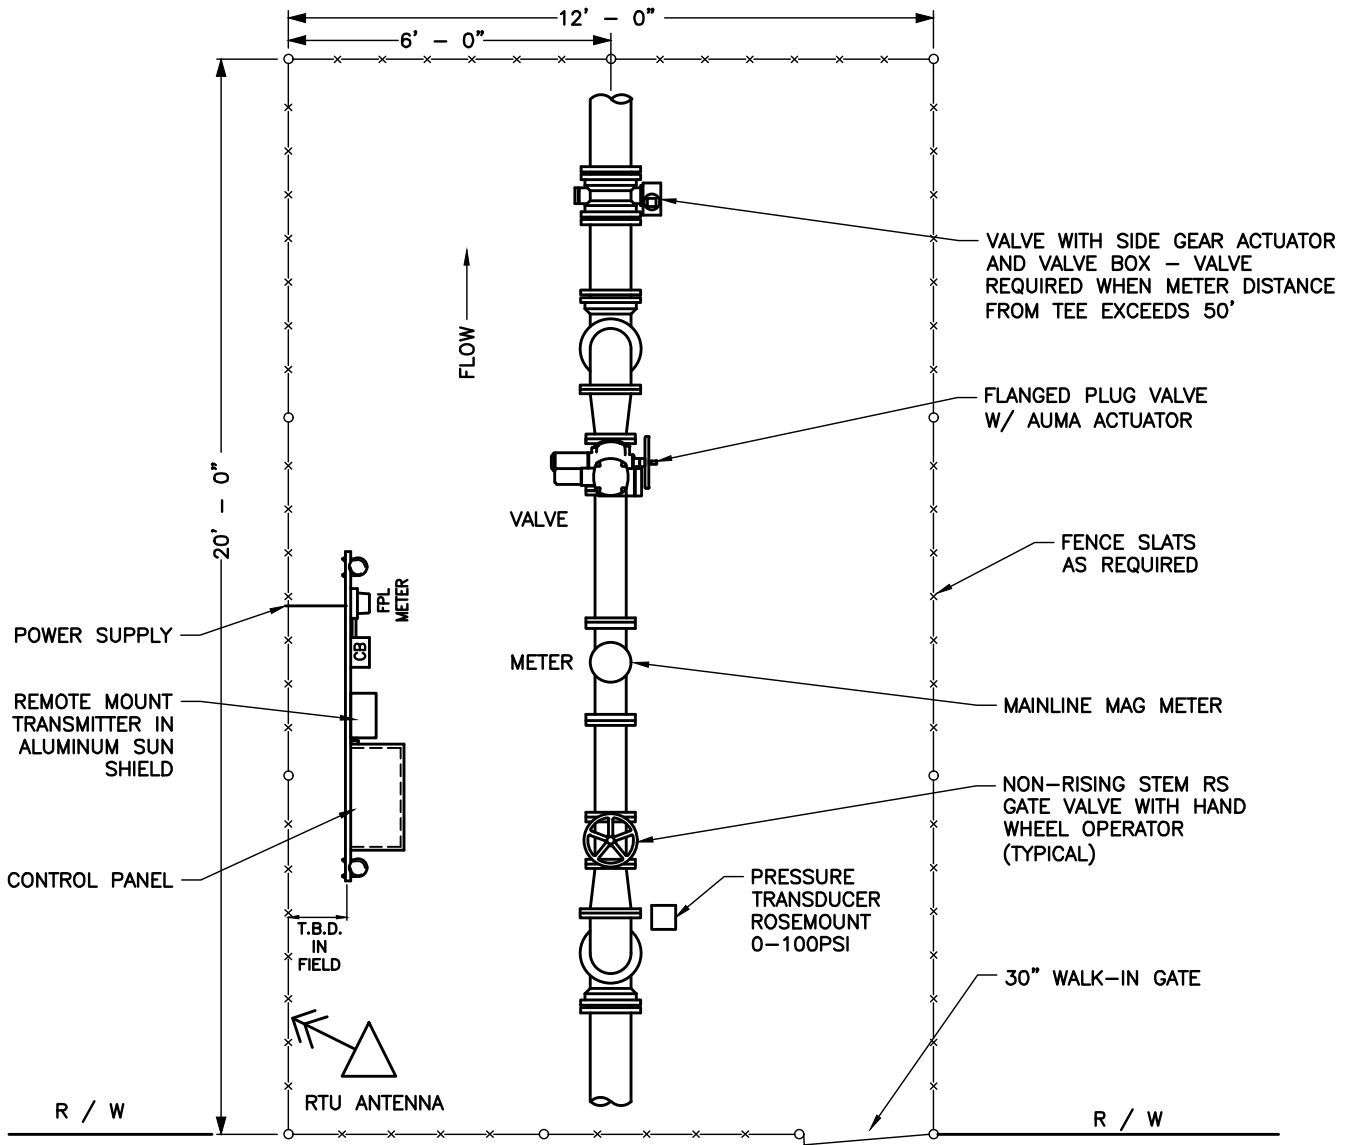 12' - 0"
6' - 0"
20' - 0"
FLOW
VALVE WITH SIDE GEAR ACTUATOR
AND VALVE BOX - VALVE
REQUIRED WHEN METER DISTANCE
FROM TEE EXCEEDS 50'
FLANGED PLUG VALVE
W/ AUMA ACTUATOR
VALVE
FENCE SLATS
AS REQUIRED
FPL
METER
CB
POWER SUPPLY
METER
REMOTE MOUNT
TRANSMITTER IN
ALUMINUM SUN
SHIELD
MAINLINE MAG METER
NON-RISING STEM RS
GATE VALVE WITH HAND
WHEEL OPERATOR
(TYPICAL)
CONTROL PANEL
PRESSURE
TRANSDUCER
ROSEMOUNT
0-100PSI
T.B.D.
IN
FIELD
30" WALK-IN GATE
RTU ANTENNA
R / W
R / W